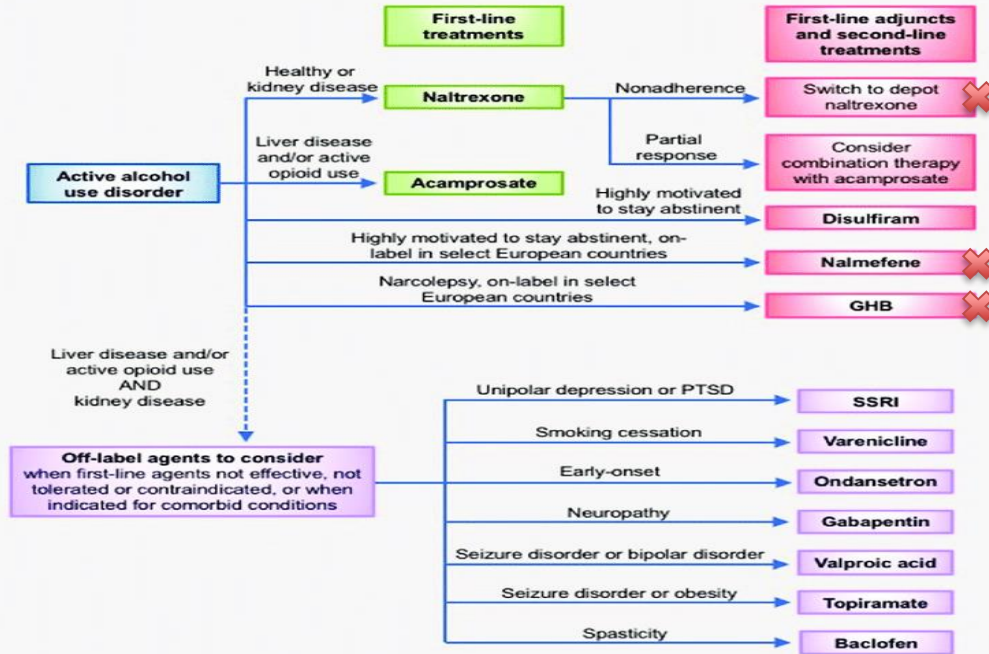 First-line
treatments
First-line adjuncts
and second-line
treatments
Healthy or
kidney disease
Naltrexone
Nonadherence
Switch to depot
naltrexone
Partial
response
Consider
combination therapy
with acamprosate
Liver disease
and/or active
opioid use
Acamprosate
Active alcohol
use disorder
Highly motivated
to stay abstinent
Disulfiram
Highly motivated to stay abstinent, on-
label in select European countries
Nalmefene
Narcolepsy, on-label in select
European countries
GHB
Liver disease and/or
active opioid use
AND
kidney disease
Off-label agents to consider
when first-line agents not effective, not
tolerated or contraindicated, or when
indicated for comorbid conditions
Unipolar depression or PTSD
SSRI
Smoking cessation
Varenicline
Early-onset
Ondansetron
Neuropathy
Gabapentin
Seizure disorder or bipolar disorder
Valproic acid
Seizure disorder or obesity
Topiramate
Spasticity
Baclofen